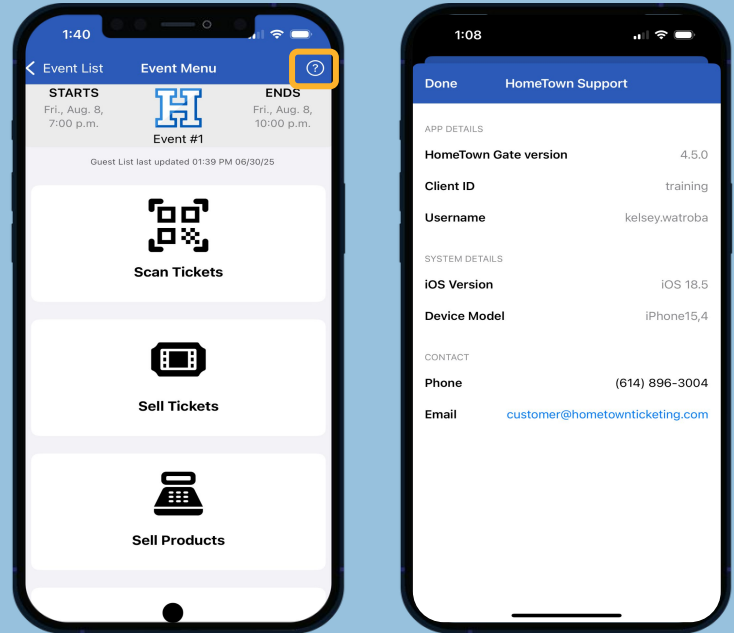 1:40
Event List Event Menu ?
STARTS
Fri., Aug. 8,
7:00 p.m.
H
Event #1
ENDS
Fri., Aug. 8,
10:00 p.m.
Guest List last updated 01:39 PM 06/30/25
Scan Tickets
Sell Tickets
Sell Products
1:08
Done HomeTown Support
APP DETAILS
HomeTown Gate version 4.5.0
Client ID training
Username kelsey.watroba
SYSTEM DETAILS
iOS Version iOS 18.5
Device Model iPhone15,4
CONTACT
Phone (614) 896-3004
Email customer@hometownticketing.com